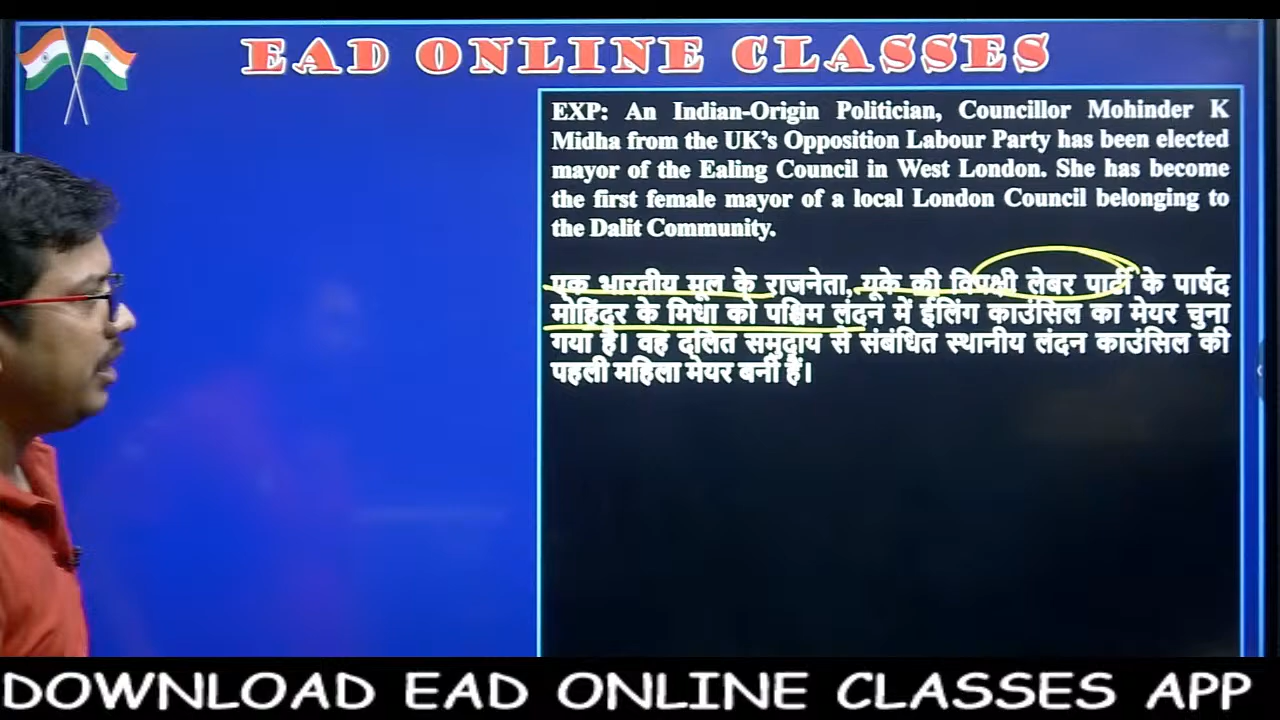 EAD ONLINE CLASSES
EXP: An Indian-Origin Politician, Councillor Mohinder K
Midha from the UK's Opposition Labour Party has been elected
mayor of the Ealing Council in West London. She has become
the first female mayor of a local London Council belonging to
the Dalit Community.
एक भारतीय मूल के राजनेता, यूके की विपक्षी लेबर पार्टी के पार्षद
मोहिंदर के मिधा को पश्चिम लंदन में ईलिंग काउंसिल का मेयर चुना
गया है। वह दलित समुदाय से संबंधित स्थानीय लंदन काउंसिल की
पहली महिला मेयर बनीं हैं।
DOWNLOAD EAD ONLINE CLASSES APP